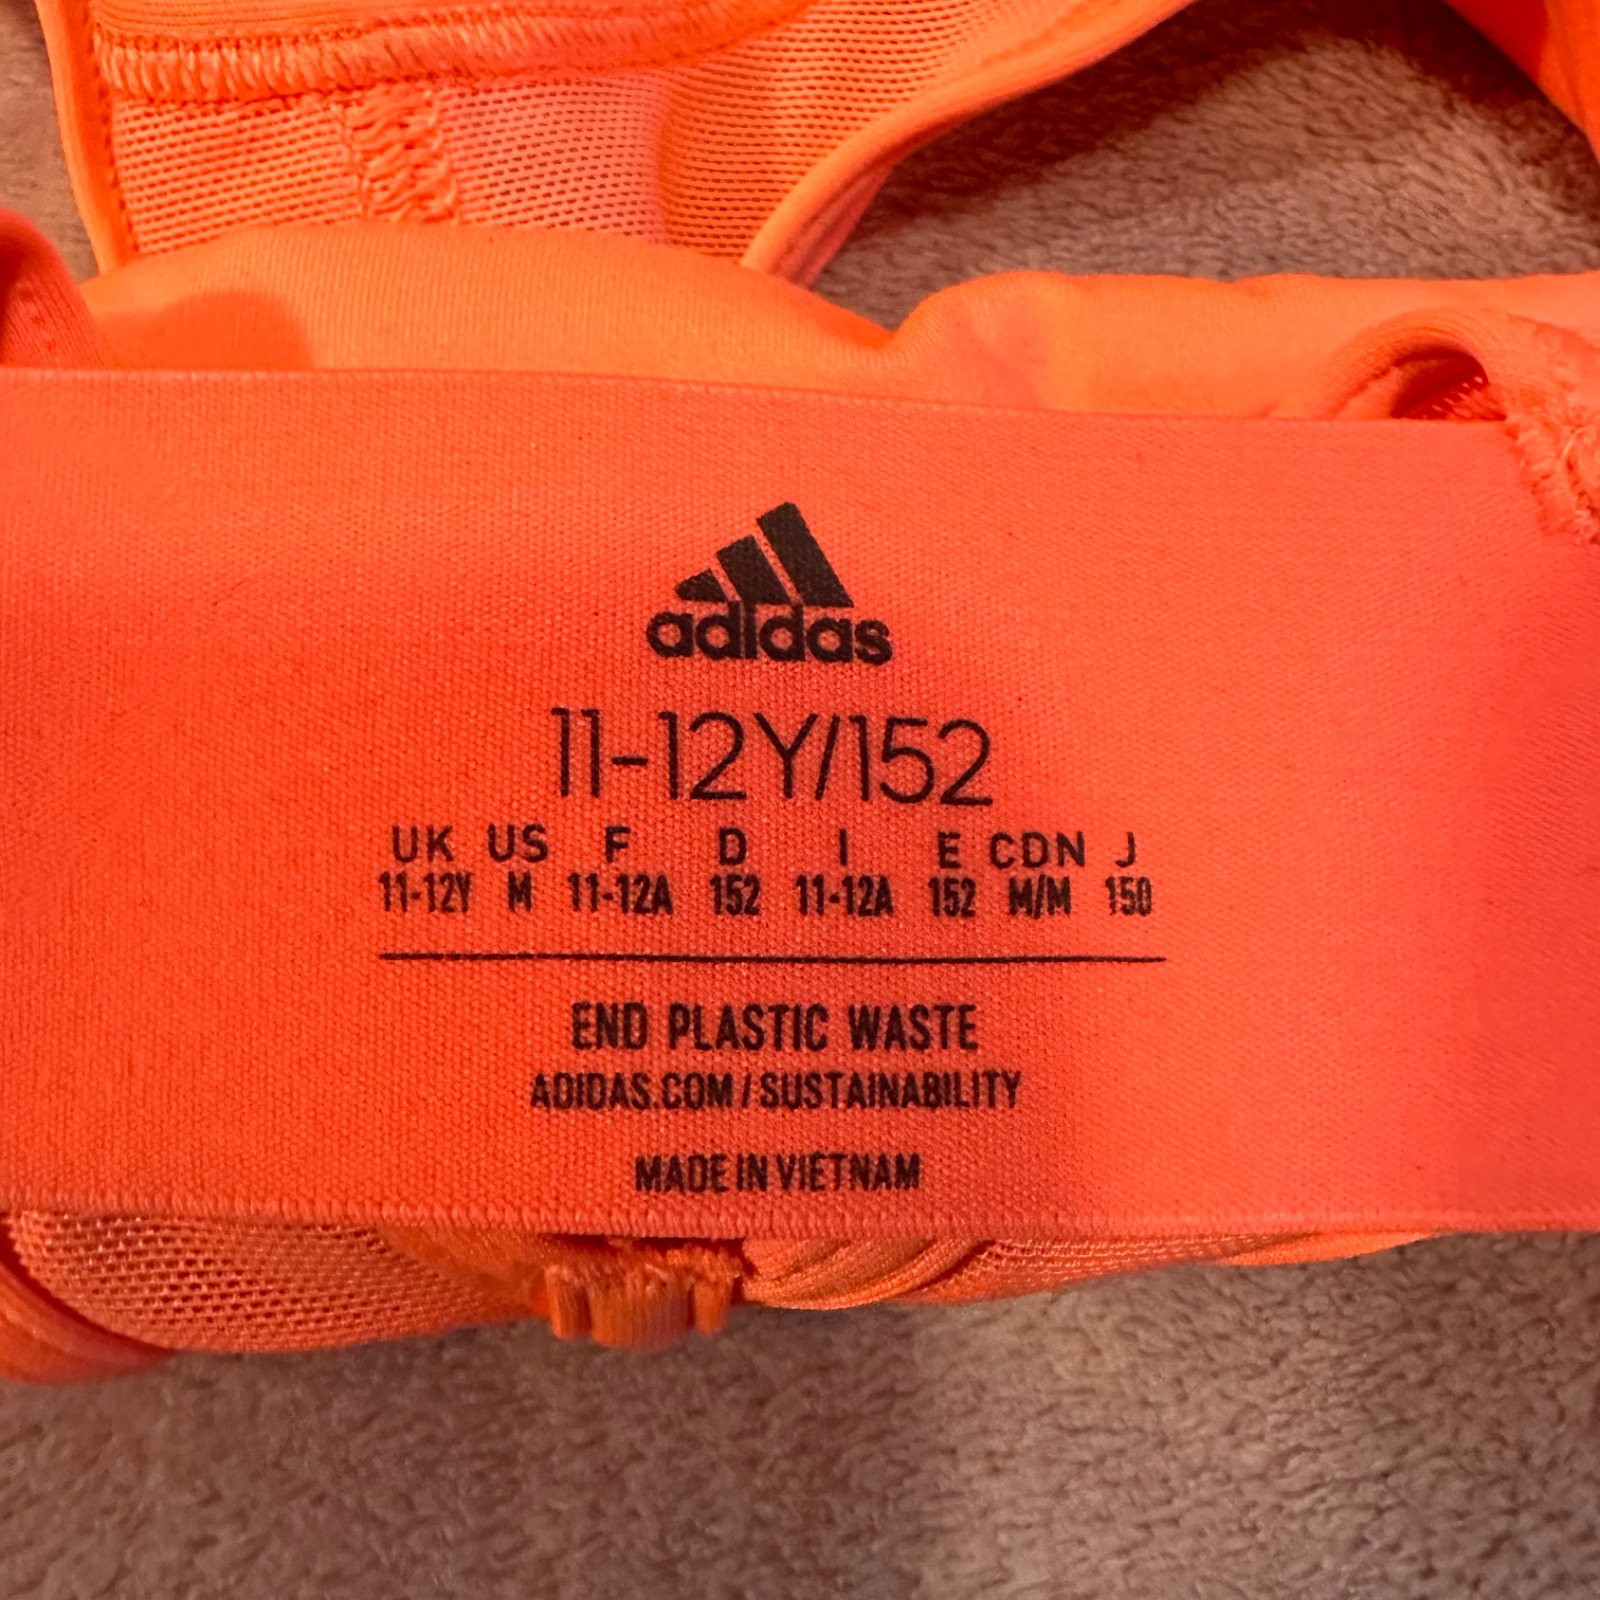 adidas
11-12Y/152
UK US F D I E CDN J
11-12Y M 11-12A 152 11-12A 152 M/M 150
END PLASTIC WASTE
ADIDAS.COM/SUSTAINABILITY
MADE IN VIETNAM